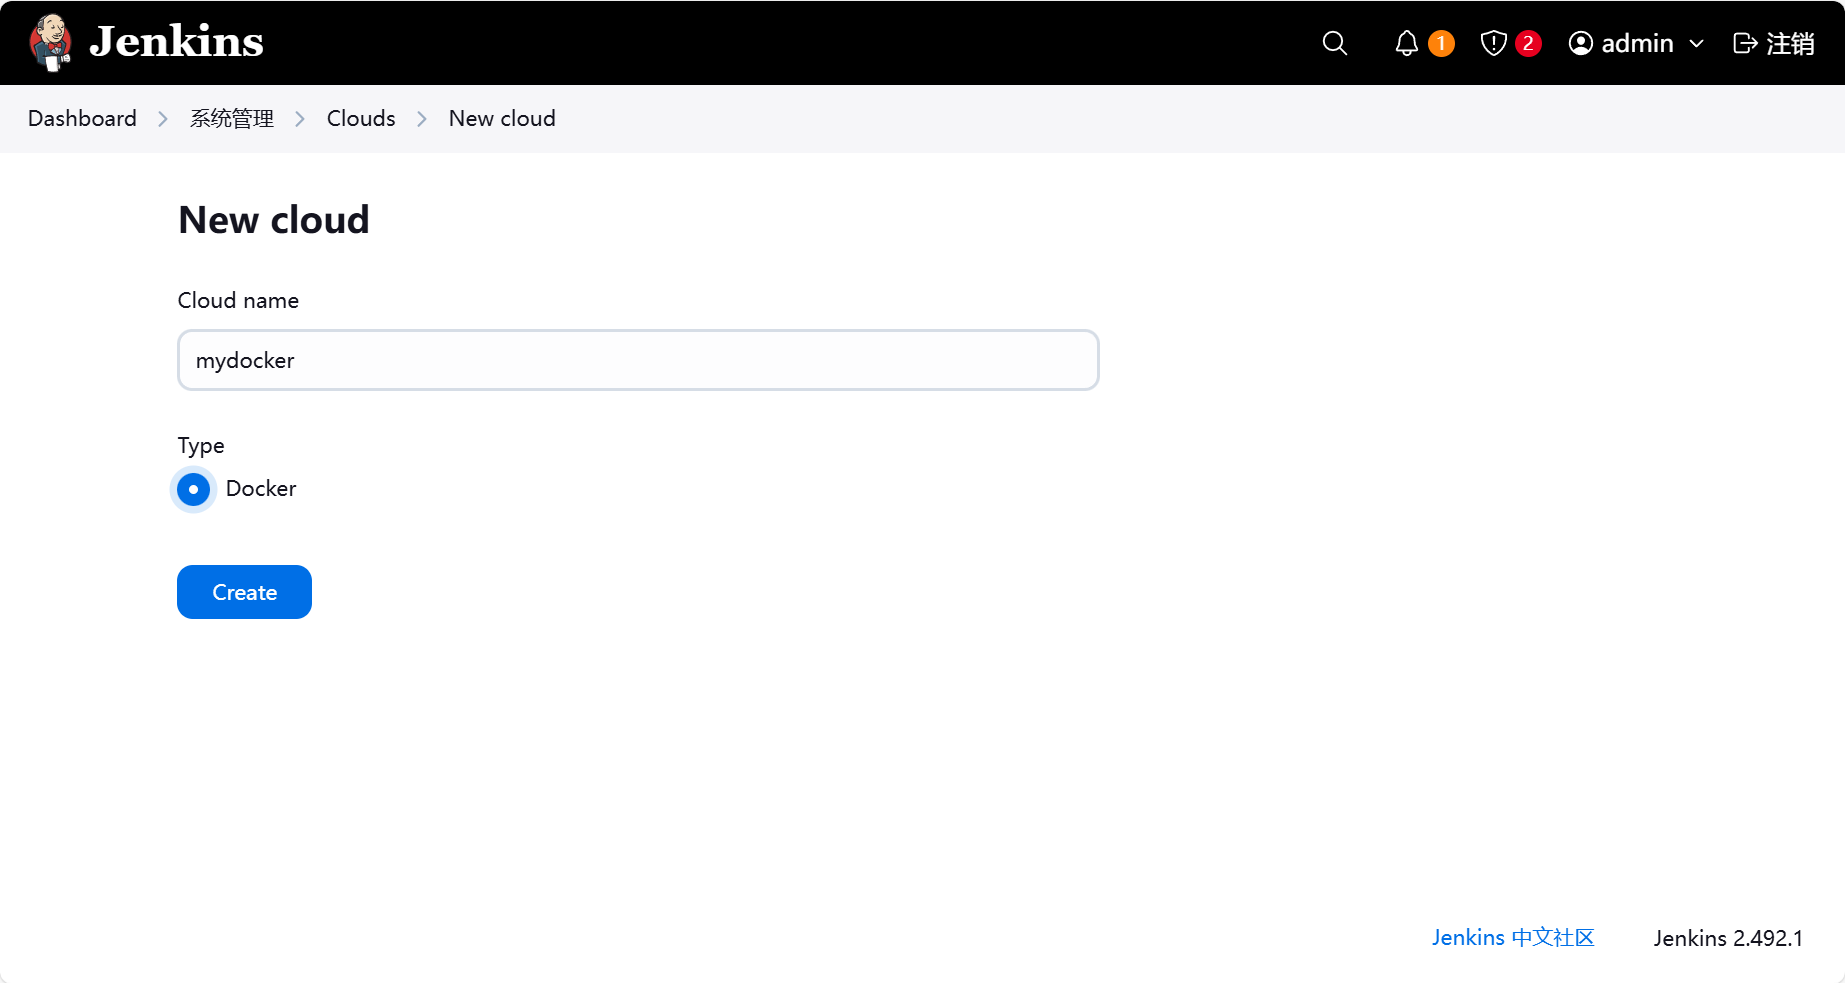 Jenkins 1 2 admin 注销
Dashboard 系统管理 Clouds New cloud
New cloud
Cloud name
mydocker
Type
Docker
Create
Jenkins 中文社区 Jenkins 2.492.1